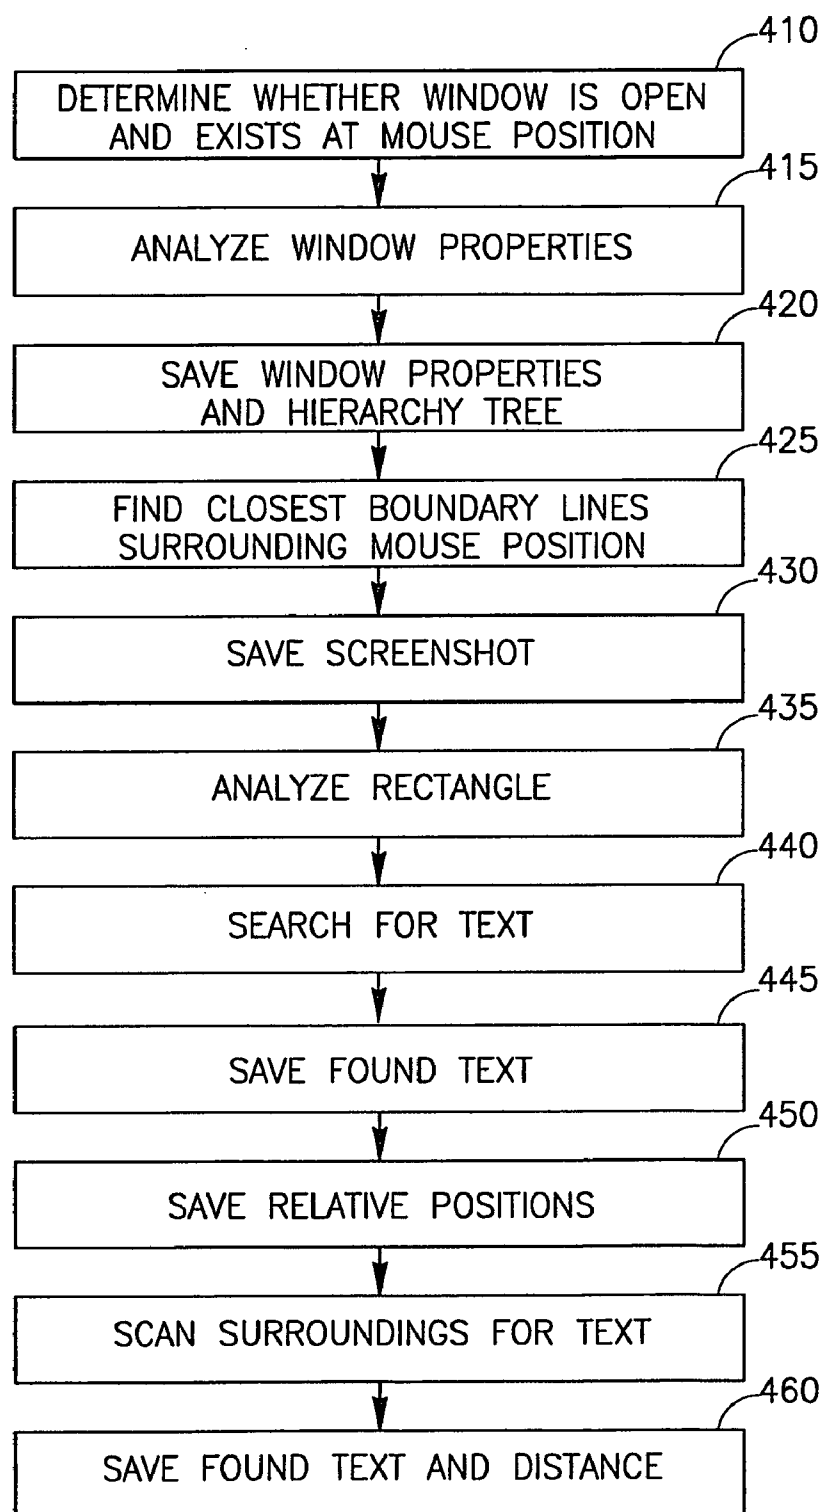 410
DETERMINE WHETHER WINDOW IS OPEN
AND EXISTS AT MOUSE POSITION
415
ANALYZE WINDOW PROPERTIES
420
SAVE WINDOW PROPERTIES
AND HIERARCHY TREE
425
FIND CLOSEST BOUNDARY LINES
SURROUNDING MOUSE POSITION
430
SAVE SCREENSHOT
435
ANALYZE RECTANGLE
440
SEARCH FOR TEXT
445
SAVE FOUND TEXT
450
SAVE RELATIVE POSITIONS
455
SCAN SURROUNDINGS FOR TEXT
460
SAVE FOUND TEXT AND DISTANCE